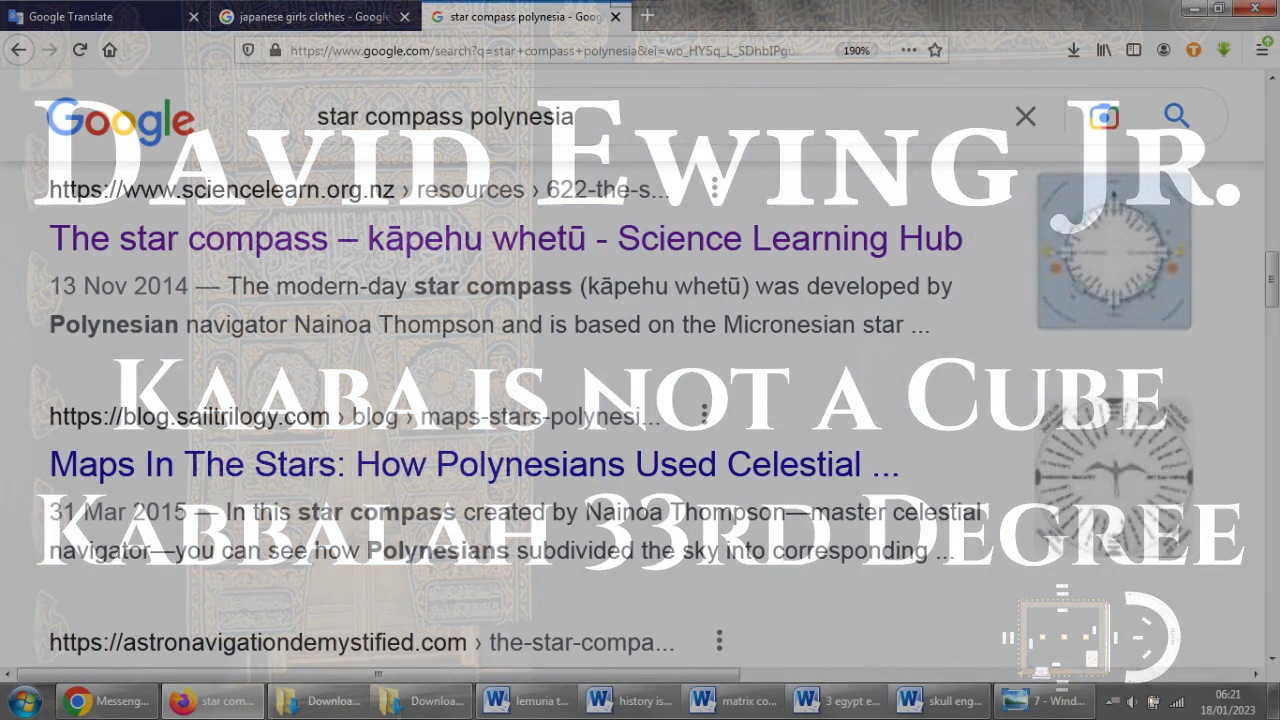 Google Translate
japanese girls clothes - Google
star compass polynesia - Goog
https://www.google.com/search?q=star+compass+polynesia&ei=wo_HY5q_L_SDhbIPgu
190%
Google
star compass polynesia
David Ewing Jr.
https://www.sciencelearn.org.nz › resources › 622-the-s...
The star compass – kāpehu whetū - Science Learning Hub
13 Nov 2014 — The modern-day star compass (kāpehu whetū) was developed by
Polynesian navigator Nainoa Thompson and is based on the Micronesian star ...
Kaaba is not a Cube
https://blog.sailtrilogy.com › blog › maps-stars-polynesi...
Maps In The Stars: How Polynesians Used Celestial ...
Kabbalah 33rd Degree
31 Mar 2015 — In this star compass created by Nainoa Thompson—master celestial
navigator—you can see how Polynesians subdivided the sky into corresponding ...
https://astronavigationdemystified.com › the-star-compa...
Messeng...
star com...
Downloa...
Downloa...
lemuria t...
history is...
matrix co...
3 egypt e...
skull eng...
7 - Wind...
06:21
18/01/2023